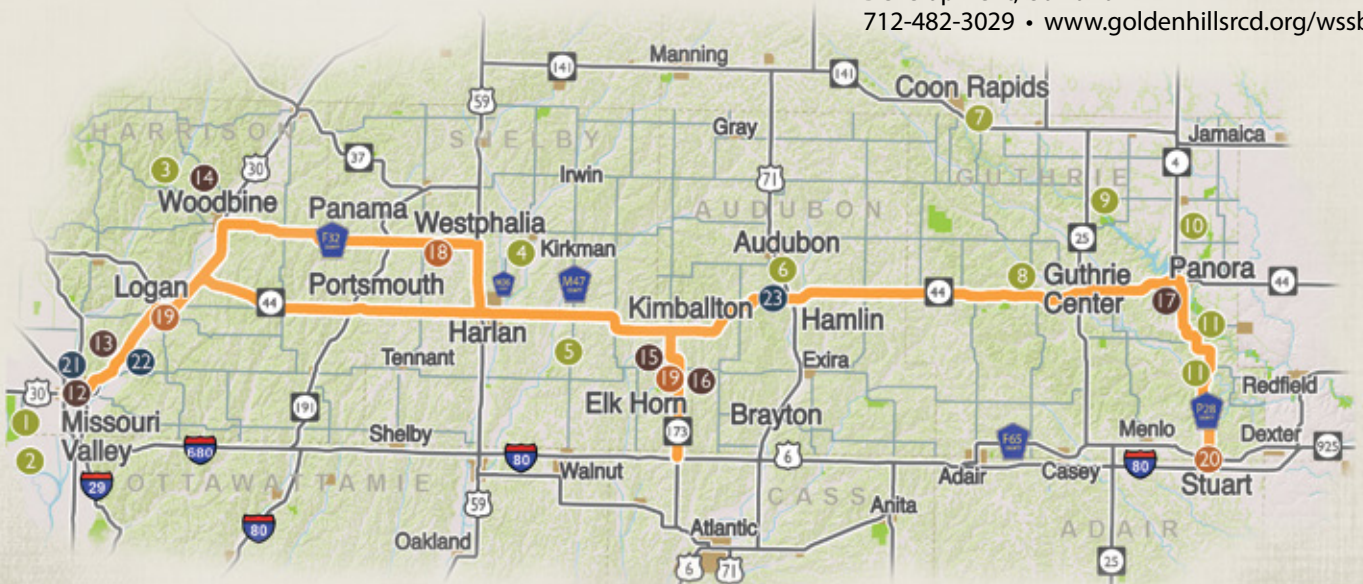 712-482-3029 • www.goldenhillsrcd.org/wssb
Manning
141
141
Coon Rapids
7
59
HARRISON
SHELBY
Gray
Jamaica
37
4
3
14
30
Irwin
71
GUTHRIE
Woodbine
Panama
Westphalia
AUDUBON
9
F32
18
4
Kirkman
Audubon
25
10
M47
6
8
Guthrie
Center
Panora
Logan
44
Portsmouth
Kimballton
23
44
44
19
Harlan
Hamlin
17
13
5
11
21
22
Tennant
15
Exira
30
12
19
16
11
Redfield
1
Missouri
Valley
191
Elk Horn
Brayton
P28
2
Shelby
173
F65
Menlo
Dexter
925
680
80
6
80
20
29
Walnut
Adair
Casey
Stuart
OTTAWATTAMIE
59
CASS
Anita
80
ADAIR
Oakland
Atlantic
6
71
25